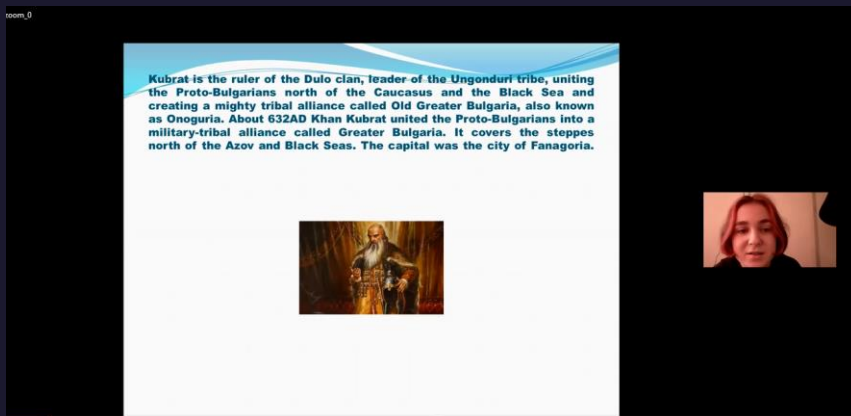 zoom_0
Kubrat is the ruler of the Dulo clan, leader of the Ungonduri tribe, uniting
the Proto-Bulgarians north of the Caucasus and the Black Sea and
creating a mighty tribal alliance called Old Greater Bulgaria, also known
as Onoguria. About 632AD Khan Kubrat united the Proto-Bulgarians into a
military-tribal alliance called Greater Bulgaria. It covers the steppes
north of the Azov and Black Seas. The capital was the city of Fanagoria.